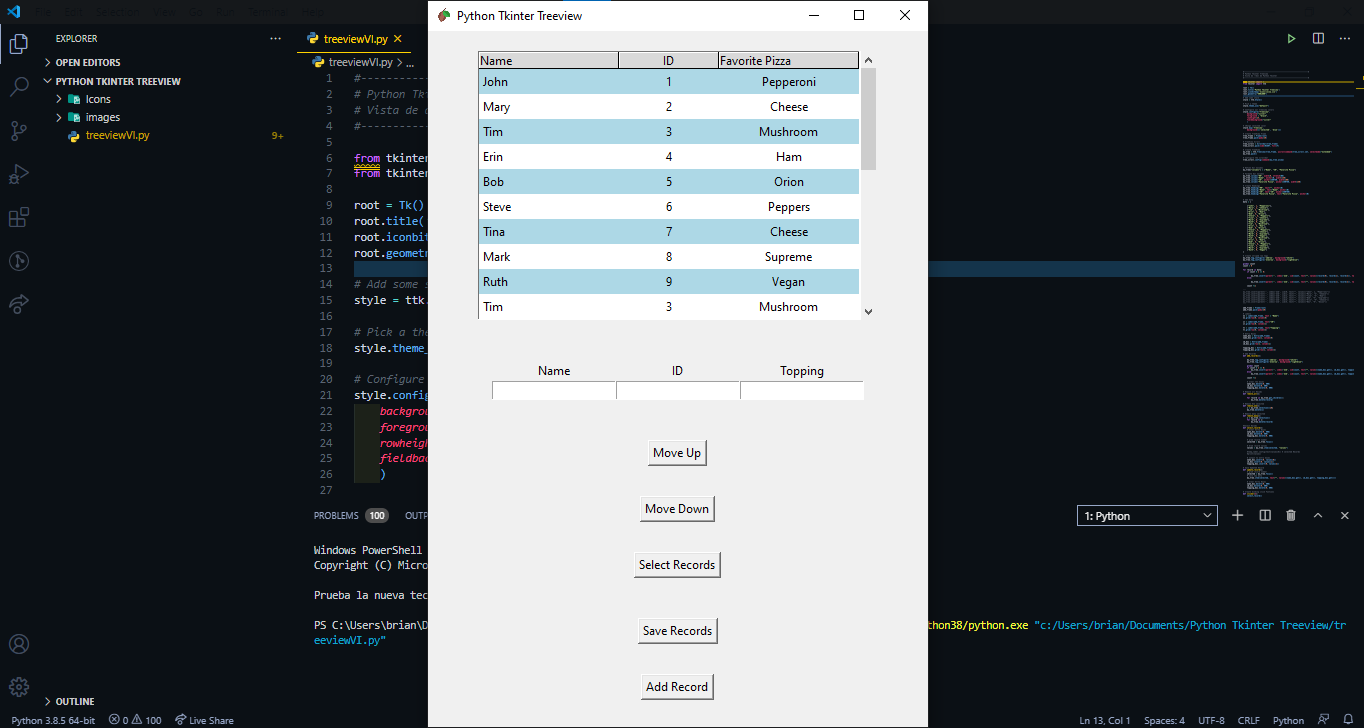 EXPLORER
OPEN EDITORS
PYTHON TKINTER TREEVIEW
Icons
images
treeviewVI.py 9+
OUTLINE
treeviewVI.py
treeviewVI.py > ...
1 #-----------
2 # Python Tki
3 # Vista de
4 #-----------
5
6 from tkinter
7 from tkinter
8
9 root = Tk()
10 root.title(
11 root.iconbit
12 root.geometr
13
14 # Add some s
15 style = ttk.
16
17 # Pick a the
18 style.theme_
19
20 # Configure
21 style.config
22 backgrou
23 foregrou
24 rowheigh
25 fieldbac
26 )
27
PROBLEMS 100 OUTP
1: Python
Windows PowerShell
Copyright (C) Micro
Prueba la nueva tec
PS C:\Users\brian\D
thon38/python.exe "c:/Users/brian/Documents/Python Tkinter Treeview/tr
eeviewVI.py"
Python Tkinter Treeview
Name ID Favorite Pizza
John 1 Pepperoni
Mary 2 Cheese
Tim 3 Mushroom
Erin 4 Ham
Bob 5 Orion
Steve 6 Peppers
Tina 7 Cheese
Mark 8 Supreme
Ruth 9 Vegan
Tim 3 Mushroom
Name ID Topping
Move Up
Move Down
Select Records
Save Records
Add Record
Python 3.8.5 64-bit 0 100 Live Share
Ln 13, Col 1 Spaces: 4 UTF-8 CRLF Python